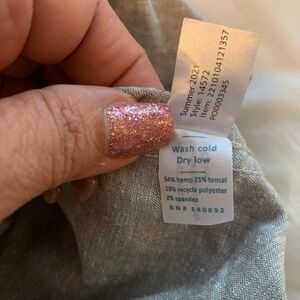 Summer 2021
Style: 14572
Item: 2210104121357
PO0003345
Wash cold
Dry low
54% hemp 25% tencel
19% recycle polyester
2% spandex
RN# 140892